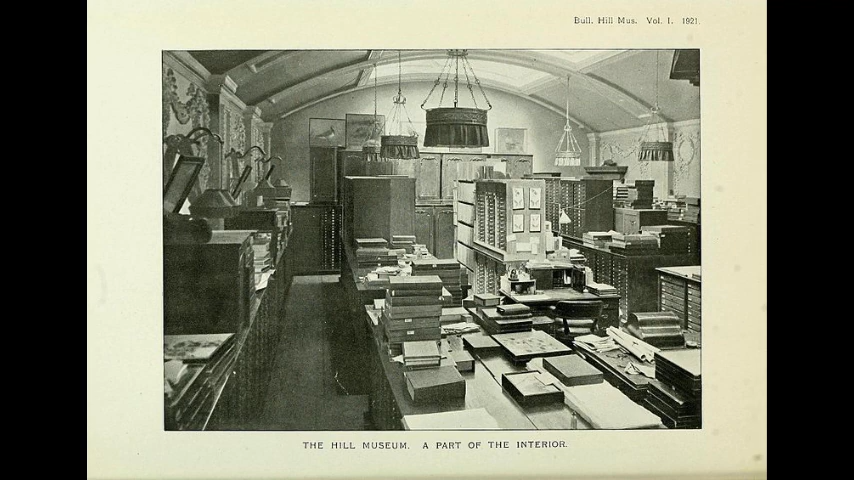 Bull. Hill Mus. Vol. I. 1921.
THE HILL MUSEUM. A PART OF THE INTERIOR.